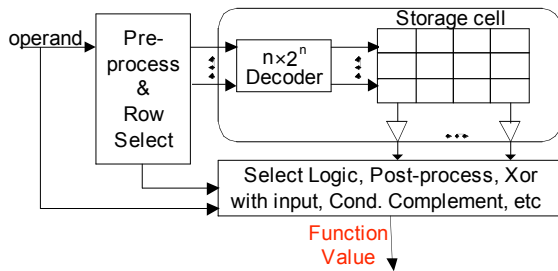 Storage cell
operand
Pre-
process
&
Row
Select
n×2ⁿ
Decoder
Select Logic, Post-process, Xor
with input, Cond. Complement, etc
Function
Value